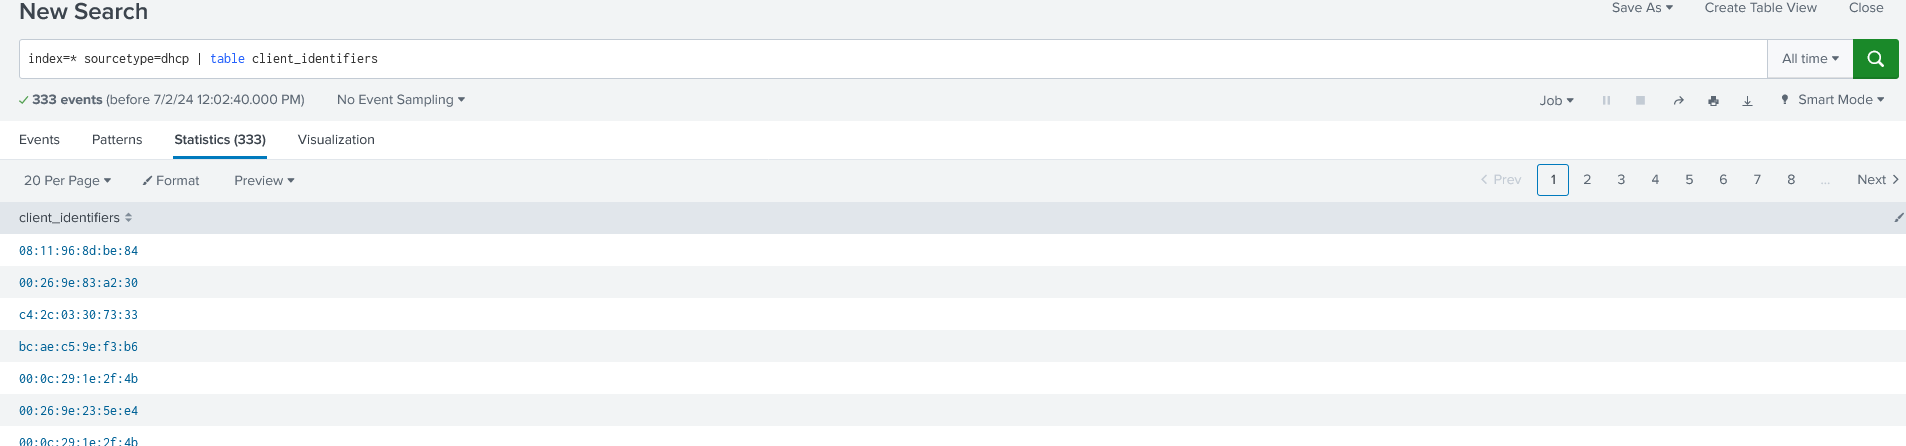 New Search
Save As Create Table View Close
index=* sourcetype=dhcp | table client_identifiers
All time
333 events (before 7/2/24 12:02:40.000 PM) No Event Sampling
Job Smart Mode
Events Patterns Statistics (333) Visualization
20 Per Page Format Preview
< Prev 1 2 3 4 5 6 7 8 ... Next >
client_identifiers
08:11:96:8d:be:84
00:26:9e:83:a2:30
c4:2c:03:30:73:33
bc:ae:c5:9e:f3:b6
00:0c:29:1e:2f:4b
00:26:9e:23:5e:e4
00:0c:29:1e:2f:4b